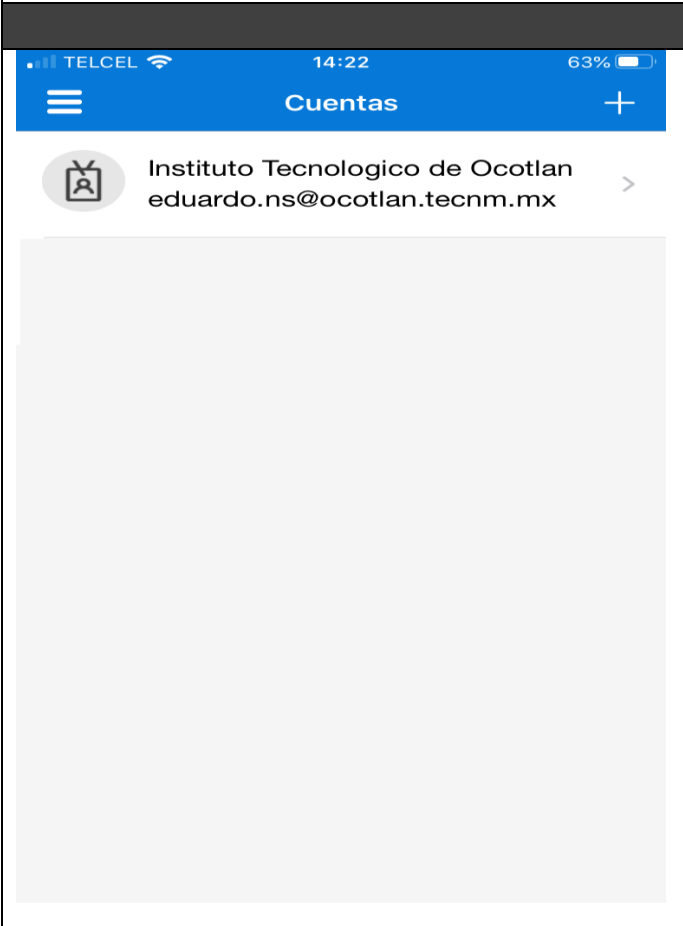 TELCEL 14:22 63%
Cuentas
Instituto Tecnologico de Ocotlan
eduardo.ns@ocotlan.tecnm.mx